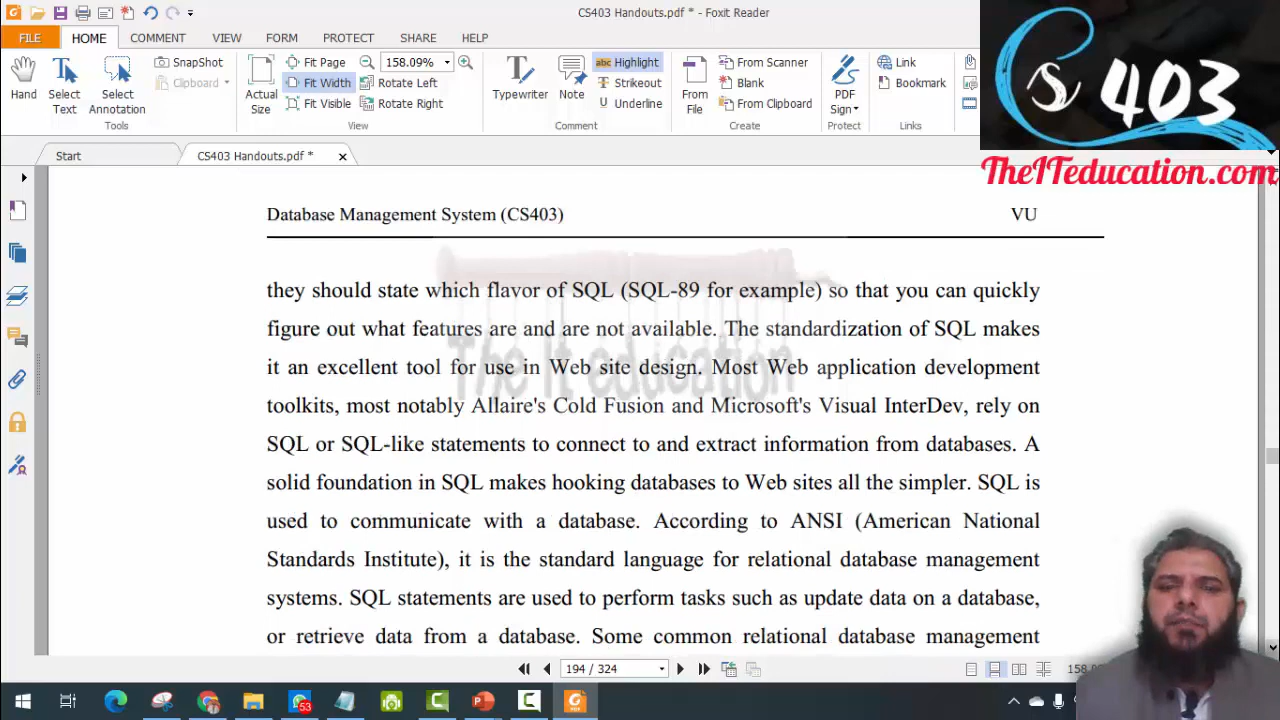 CS403 Handouts.pdf * - Foxit Reader
FILE HOME COMMENT VIEW FORM PROTECT SHARE HELP
Hand
Select Text
Select Annotation
SnapShot
Clipboard
Tools
Actual Size
Fit Page
Fit Width
Fit Visible
158.09%
Rotate Left
Rotate Right
View
Typewriter
Note
Highlight
Strikeout
Underline
Comment
From File
From Scanner
Blank
From Clipboard
Create
PDF Sign
Protect
Link
Bookmark
Links
CS 403
TheITeducation.com
Start
CS403 Handouts.pdf *
Database Management System (CS403) VU
they should state which flavor of SQL (SQL-89 for example) so that you can quickly
figure out what features are and are not available. The standardization of SQL makes
it an excellent tool for use in Web site design. Most Web application development
toolkits, most notably Allaire's Cold Fusion and Microsoft's Visual InterDev, rely on
SQL or SQL-like statements to connect to and extract information from databases. A
solid foundation in SQL makes hooking databases to Web sites all the simpler. SQL is
used to communicate with a database. According to ANSI (American National
Standards Institute), it is the standard language for relational database management
systems. SQL statements are used to perform tasks such as update data on a database,
or retrieve data from a database. Some common relational database management
The It education
194 / 324
53